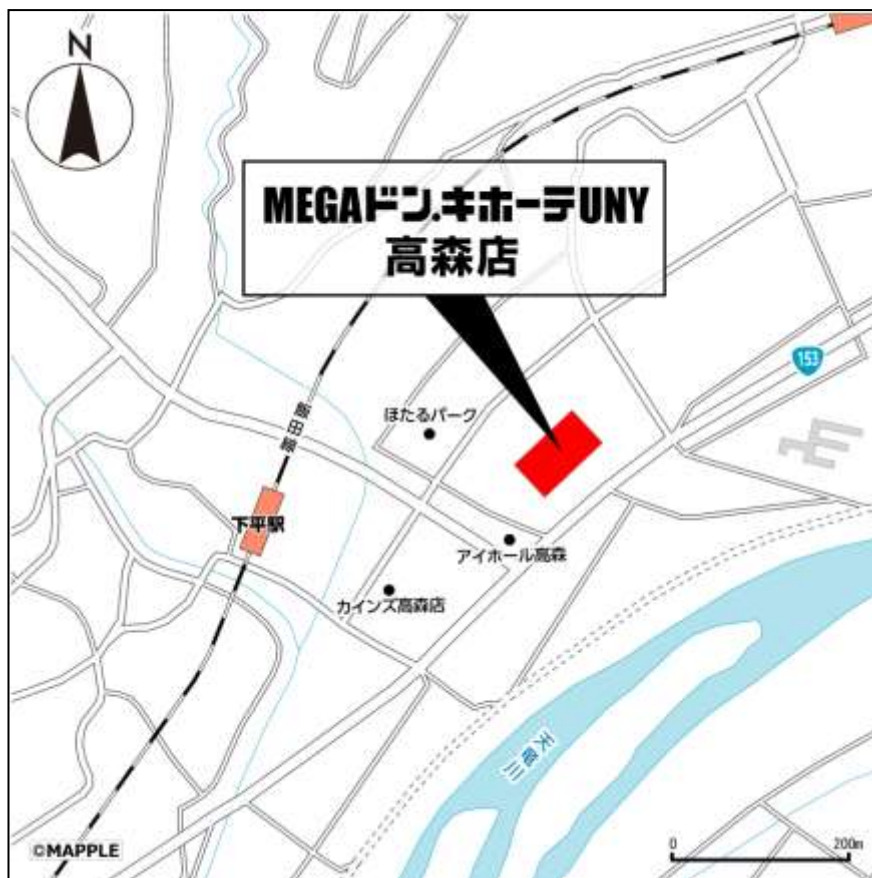 N
MEGAドン.キホーテUNY
高森店
153
ほたるパーク
飯田線
下平駅
アイホール高森
カインズ高森店
天竜川
©MAPPLE
0 200m